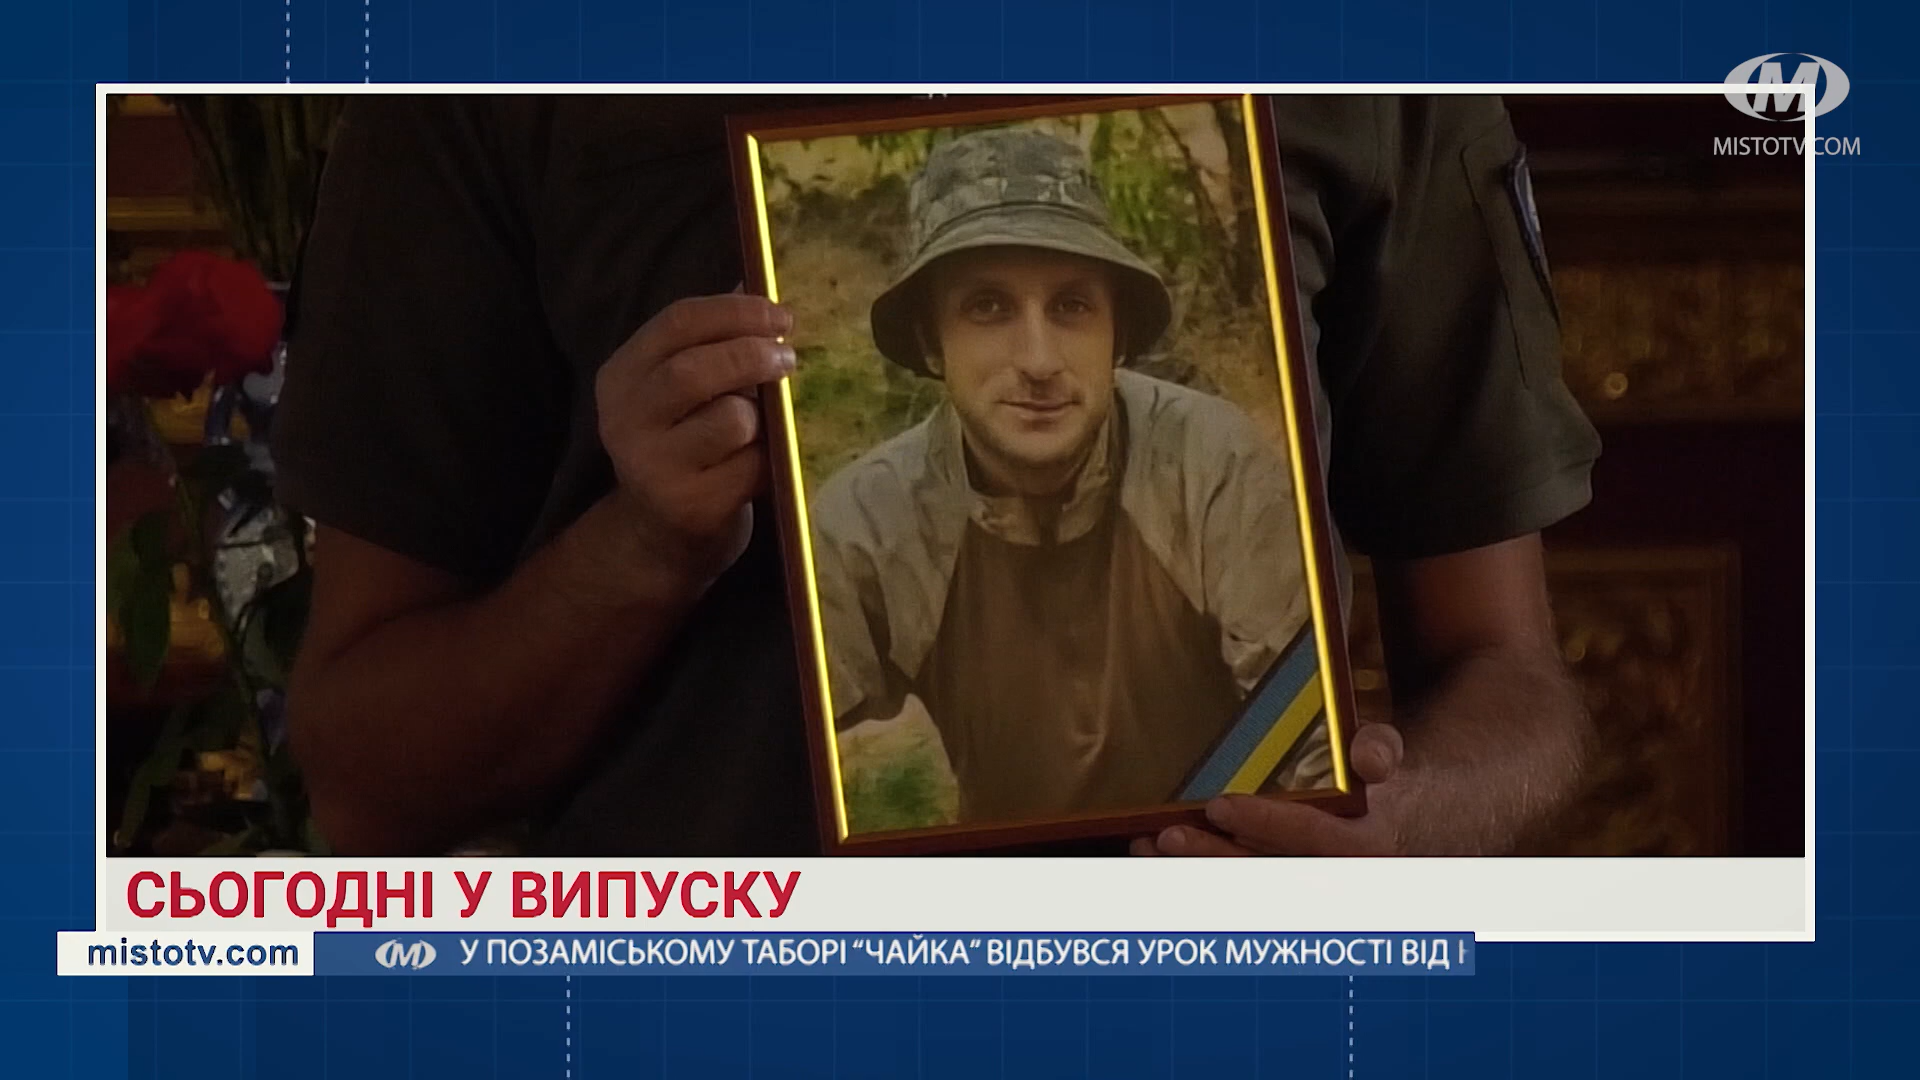 M
MISTOTV.COM
СЬОГОДНІ У ВИПУСКУ
mistotv.com
M У ПОЗАМІСЬКОМУ ТАБОРІ “ЧАЙКА” ВІДБУВСЯ УРОК МУЖНОСТІ ВІД